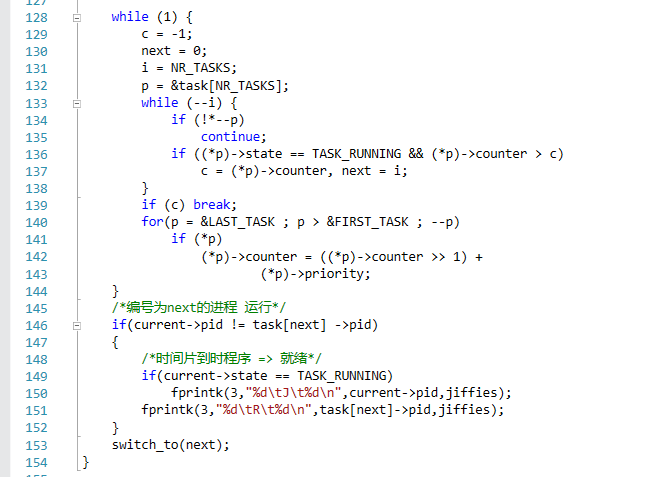 127
128 while (1) {
129 c = -1;
130 next = 0;
131 i = NR_TASKS;
132 p = &task[NR_TASKS];
133 while (--i) {
134 if (!*--p)
135 continue;
136 if ((*p)->state == TASK_RUNNING && (*p)->counter > c)
137 c = (*p)->counter, next = i;
138 }
139 if (c) break;
140 for(p = &LAST_TASK ; p > &FIRST_TASK ; --p)
141 if (*p)
142 (*p)->counter = ((*p)->counter >> 1) +
143 (*p)->priority;
144 }
145 /*编号为next的进程 运行*/
146 if(current->pid != task[next] ->pid)
147 {
148 /*时间片到时程序 => 就绪*/
149 if(current->state == TASK_RUNNING)
150 fprintk(3,"%d\tJ\t%d\n",current->pid,jiffies);
151 fprintk(3,"%d\tR\t%d\n",task[next]->pid,jiffies);
152 }
153 switch_to(next);
154 }